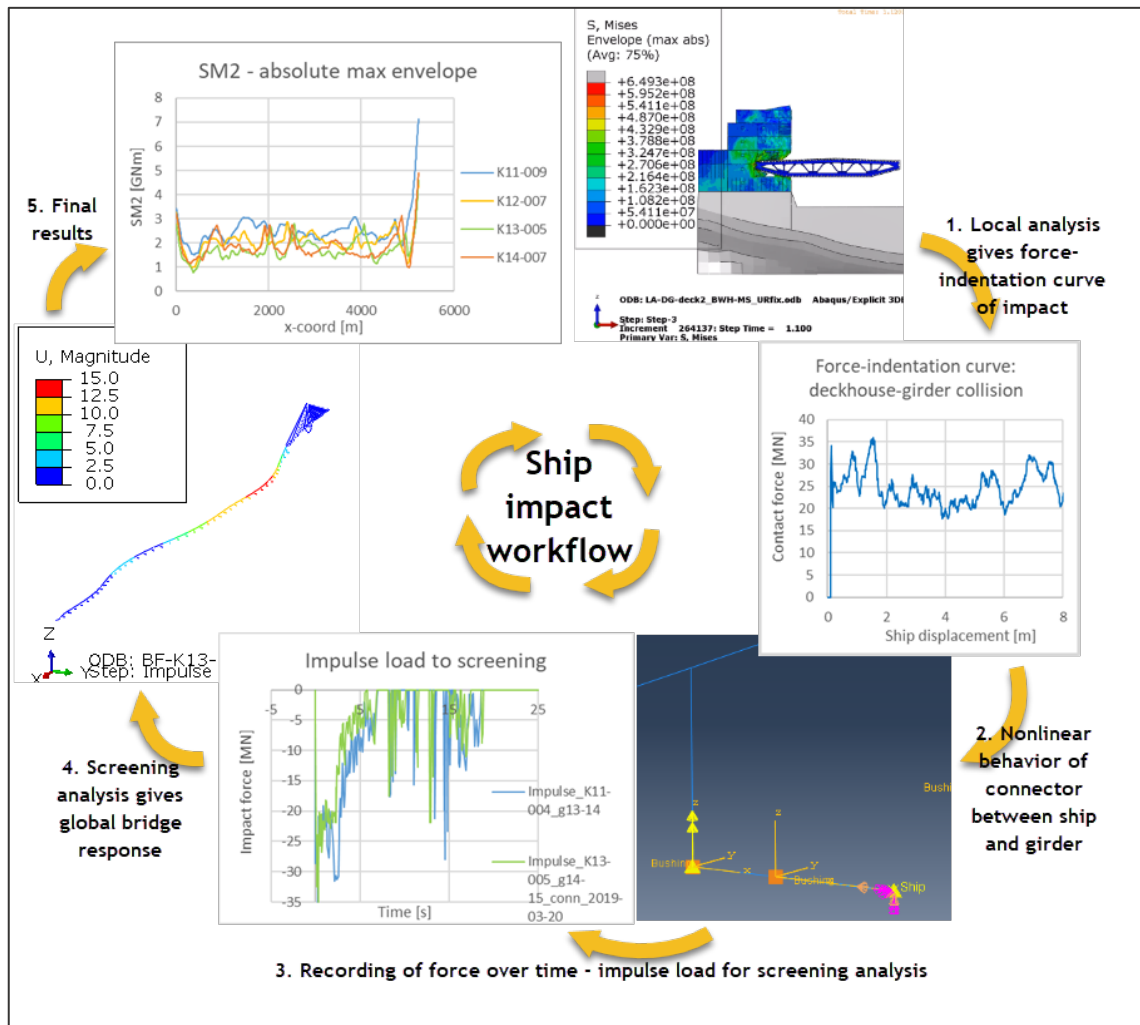 Total Time: 1.120
S, Mises
Envelope (max abs)
(Avg: 75%)
+6.493e+08
+5.952e+08
+5.411e+08
+4.870e+08
+4.329e+08
+3.788e+08
+3.247e+08
+2.706e+08
+2.164e+08
+1.623e+08
+1.082e+08
+5.411e+07
+0.000e+00
z
ODB: LA-DG-deck2_BWH-MS_URfix.odb Abaqus/Explicit 3DE
Step: Step-3
Increment 264137: Step Time = 1.100
Primary Var: S, Mises
1. Local analysis
gives force-
indentation curve
of impact
Force-indentation curve:
deckhouse-girder collision
Contact force [MN]
40
35
30
25
20
15
10
5
0
0 2 4 6 8
Ship displacement [m]
2. Nonlinear
behavior of
connector
between ship
and girder
z
y
x
Bushing
z
y
Bushing
Ship
Bushi
3. Recording of force over time - impulse load for screening analysis
Impulse load to screening
Impact force [MN]
0
-5
-10
-15
-20
-25
-30
-35
-5 5 15 25
Time [s]
Impulse_K11-
004_g13-14
Impulse_K13-
005_g14-
15_conn_2019-
03-20
4. Screening
analysis gives
global bridge
response
U, Magnitude
15.0
12.5
10.0
7.5
5.0
2.5
0.0
Z
X
Y
ODB: BF-K13-
Step: Impulse
5. Final
results
SM2 - absolute max envelope
SM2 [GNm]
8
7
6
5
4
3
2
1
0
0 2000 4000 6000
x-coord [m]
K11-009
K12-007
K13-005
K14-007
Ship
impact
workflow